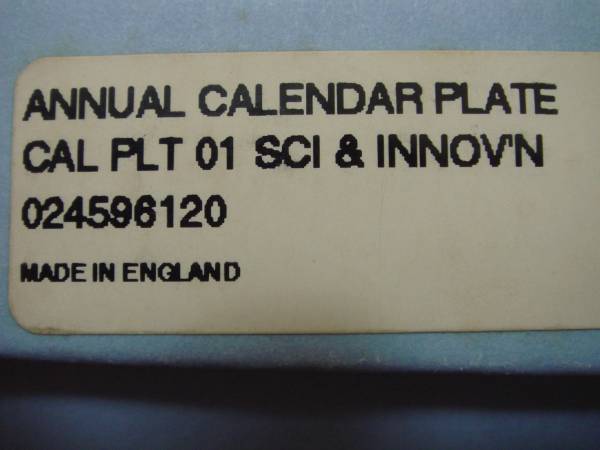 ANNUAL CALENDAR PLATE
CAL PLT 01 SCI & INNOV'N
024596120
MADE IN ENGLAND